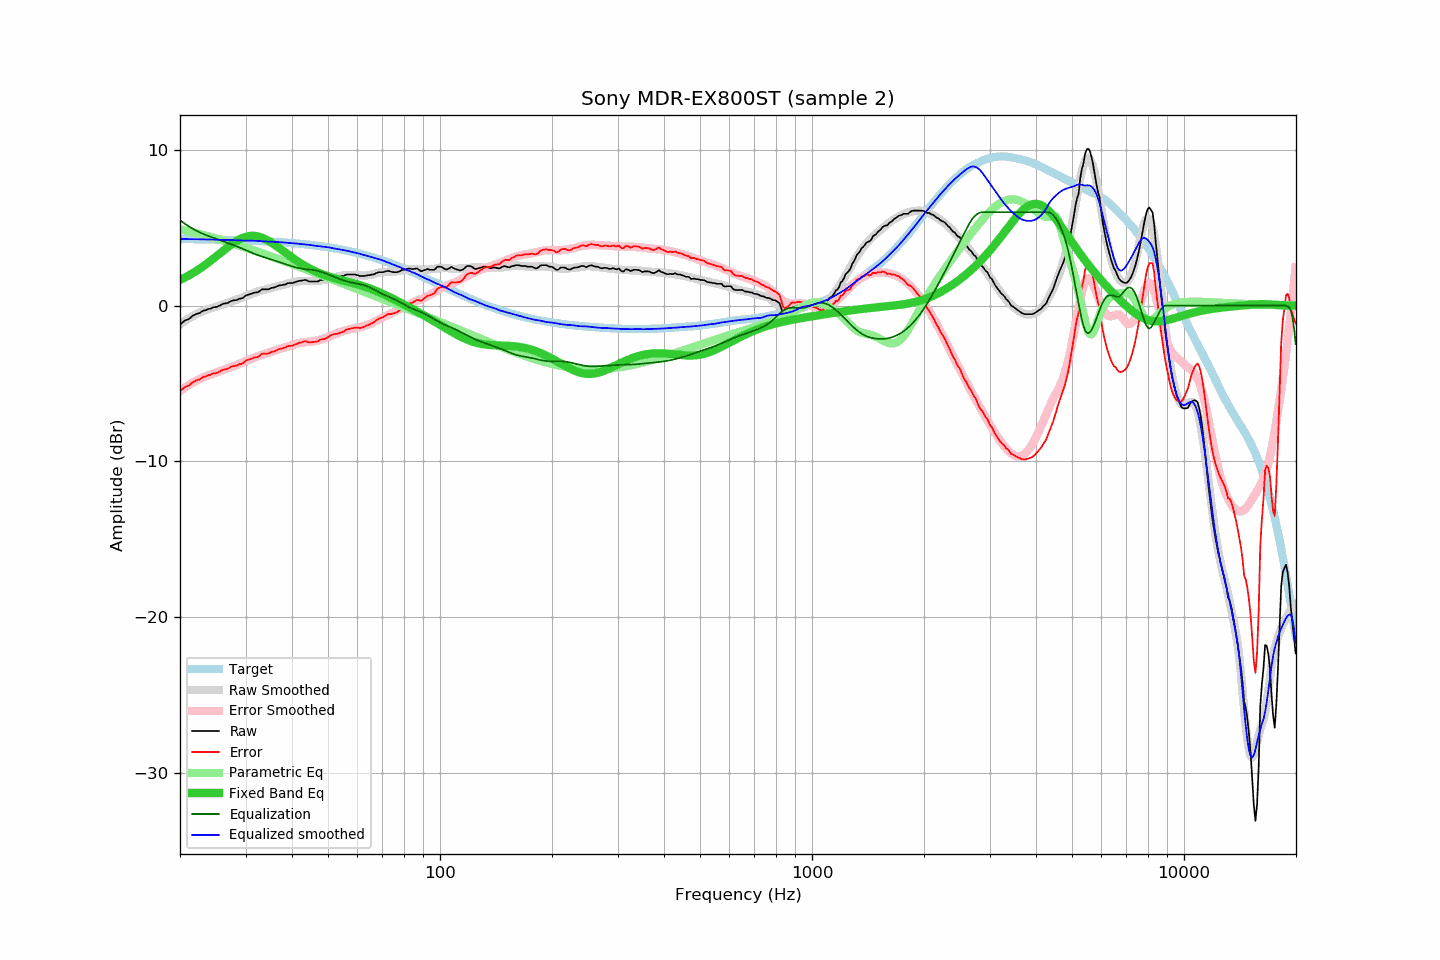 Sony MDR-EX800ST (sample 2)
10
0
−10
−20
−30
Amplitude (dBr)
Target
Raw Smoothed
Error Smoothed
Raw
Error
Parametric Eq
Fixed Band Eq
Equalization
Equalized smoothed
100
1000
10000
Frequency (Hz)